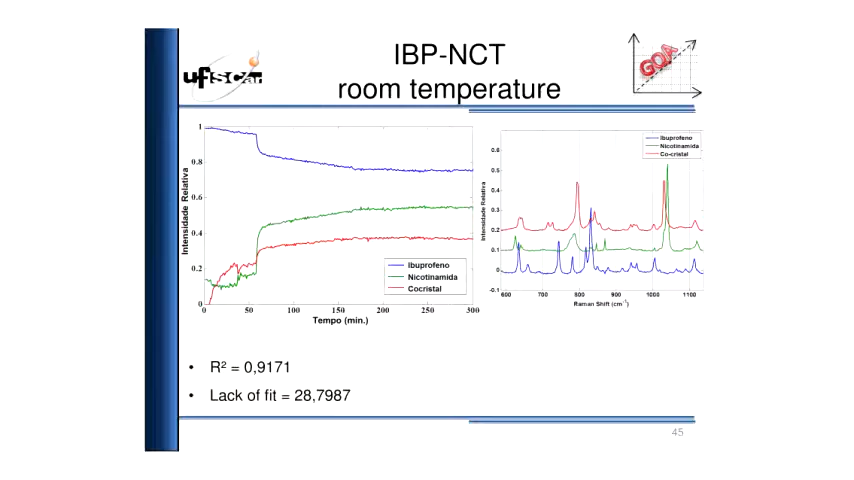 IBP-NCT
room temperature
ufscar
GOA
1
0.8
0.6
0.4
0.2
0
Intensidade Relativa
0 50 100 150 200 250 300
Tempo (min.)
Ibuprofeno
Nicotinamida
Cocristal
0.6
0.5
0.4
0.3
0.2
0.1
0
-0.1
Intensidade Relativa
600 700 800 900 1000 1100
Raman Shift (cm⁻¹)
Ibuprofeno
Nicotinamida
Co-cristal
• R² = 0,9171
• Lack of fit = 28,7987
45